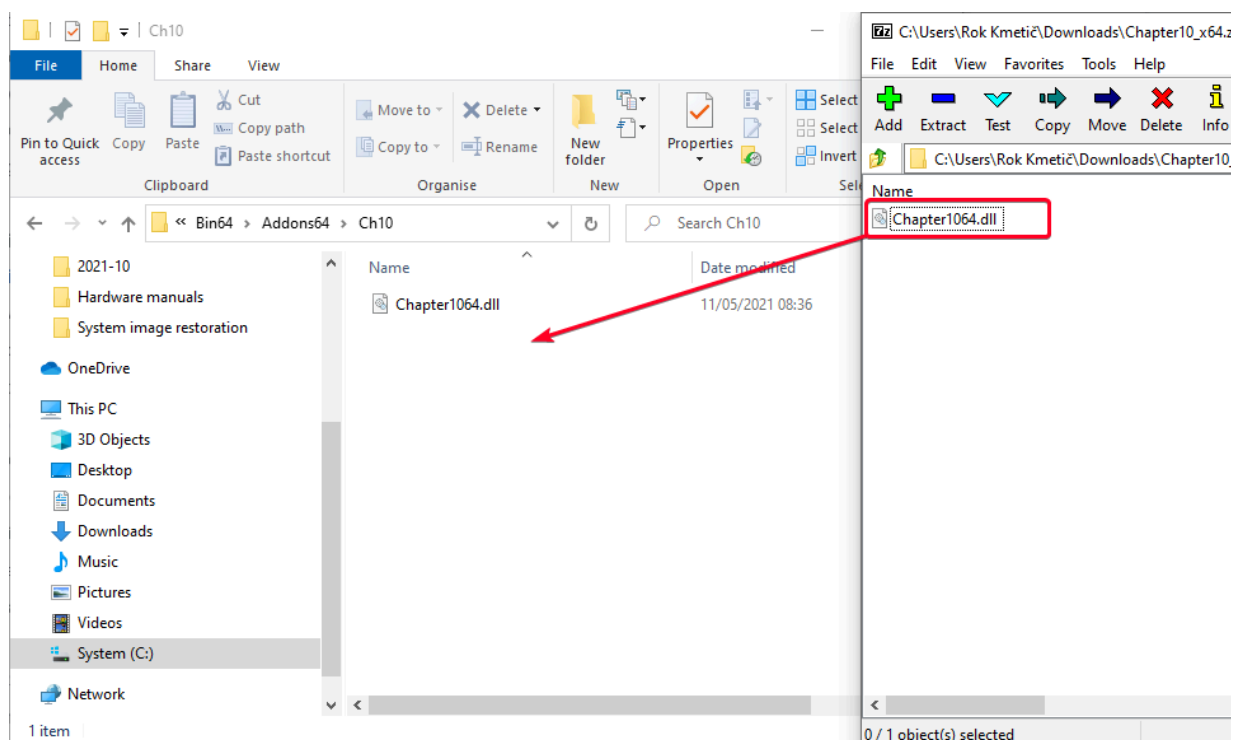 Ch10
File Home Share View
Pin to Quick access
Copy
Paste
Cut
Copy path
Paste shortcut
Clipboard
Move to
Copy to
Delete
Rename
Organise
New folder
New
Properties
Open
Select
Select
Invert
Sel
« Bin64 > Addons64 > Ch10
Search Ch10
2021-10
Hardware manuals
System image restoration
OneDrive
This PC
3D Objects
Desktop
Documents
Downloads
Music
Pictures
Videos
System (C:)
Network
Name Date modified
Chapter1064.dll 11/05/2021 08:36
1 item
7z C:\Users\Rok Kmetič\Downloads\Chapter10_x64.z
File Edit View Favorites Tools Help
Add Extract Test Copy Move Delete Info
C:\Users\Rok Kmetič\Downloads\Chapter10_
Name
Chapter1064.dll
0 / 1 object(s) selected